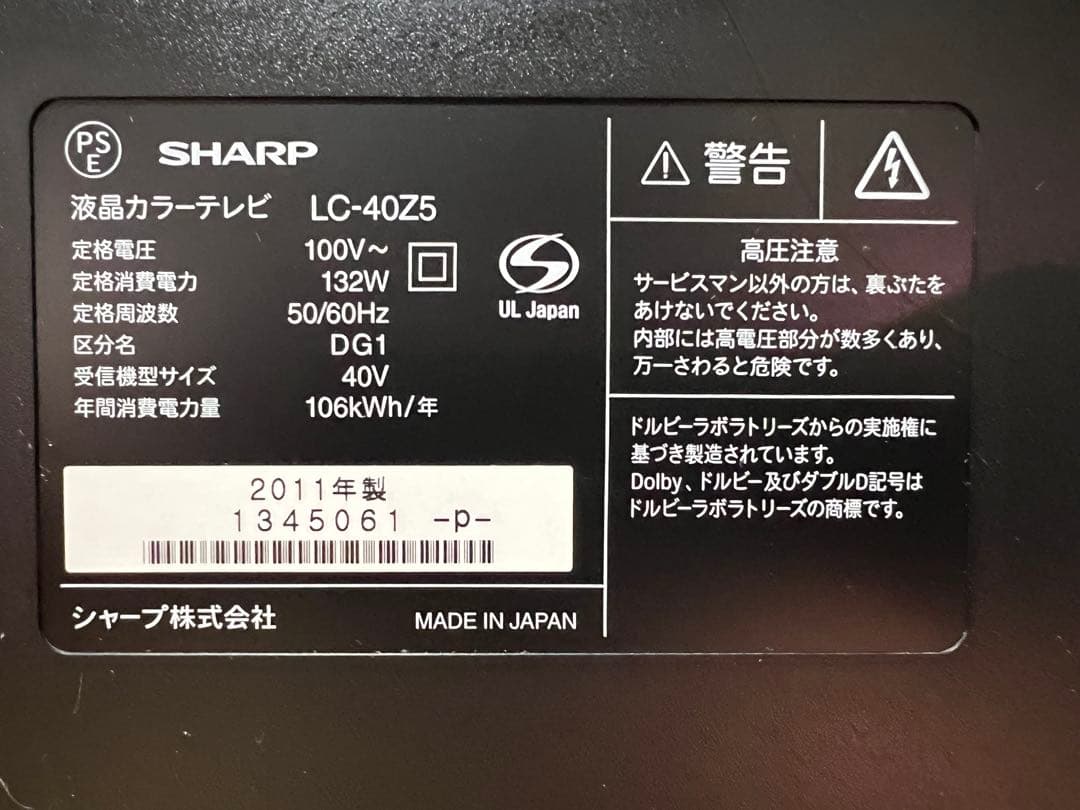 PS
E
SHARP
液晶カラーテレビ LC-40Z5
定格電圧 100V～
定格消費電力 132W
定格周波数 50/60Hz
区分名 DG1
受信機型サイズ 40V
年間消費電力量 106kWh/年
UL Japan
2011年製
1345061 -p-
シャープ株式会社 MADE IN JAPAN
警告
高圧注意
サービスマン以外の方は、裏ぶたを
あけないでください。
内部には高電圧部分が数多くあり、
万一さわると危険です。
ドルビーラボラトリーズからの実施権に
基づき製造されています。
Dolby、ドルビー及びダブルD記号は
ドルビーラボラトリーズの商標です。